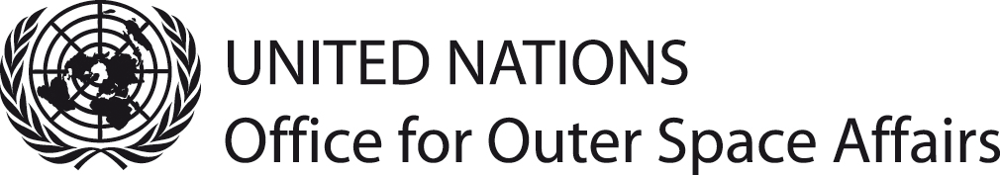 UNITED NATIONS
Office for Outer Space Affairs